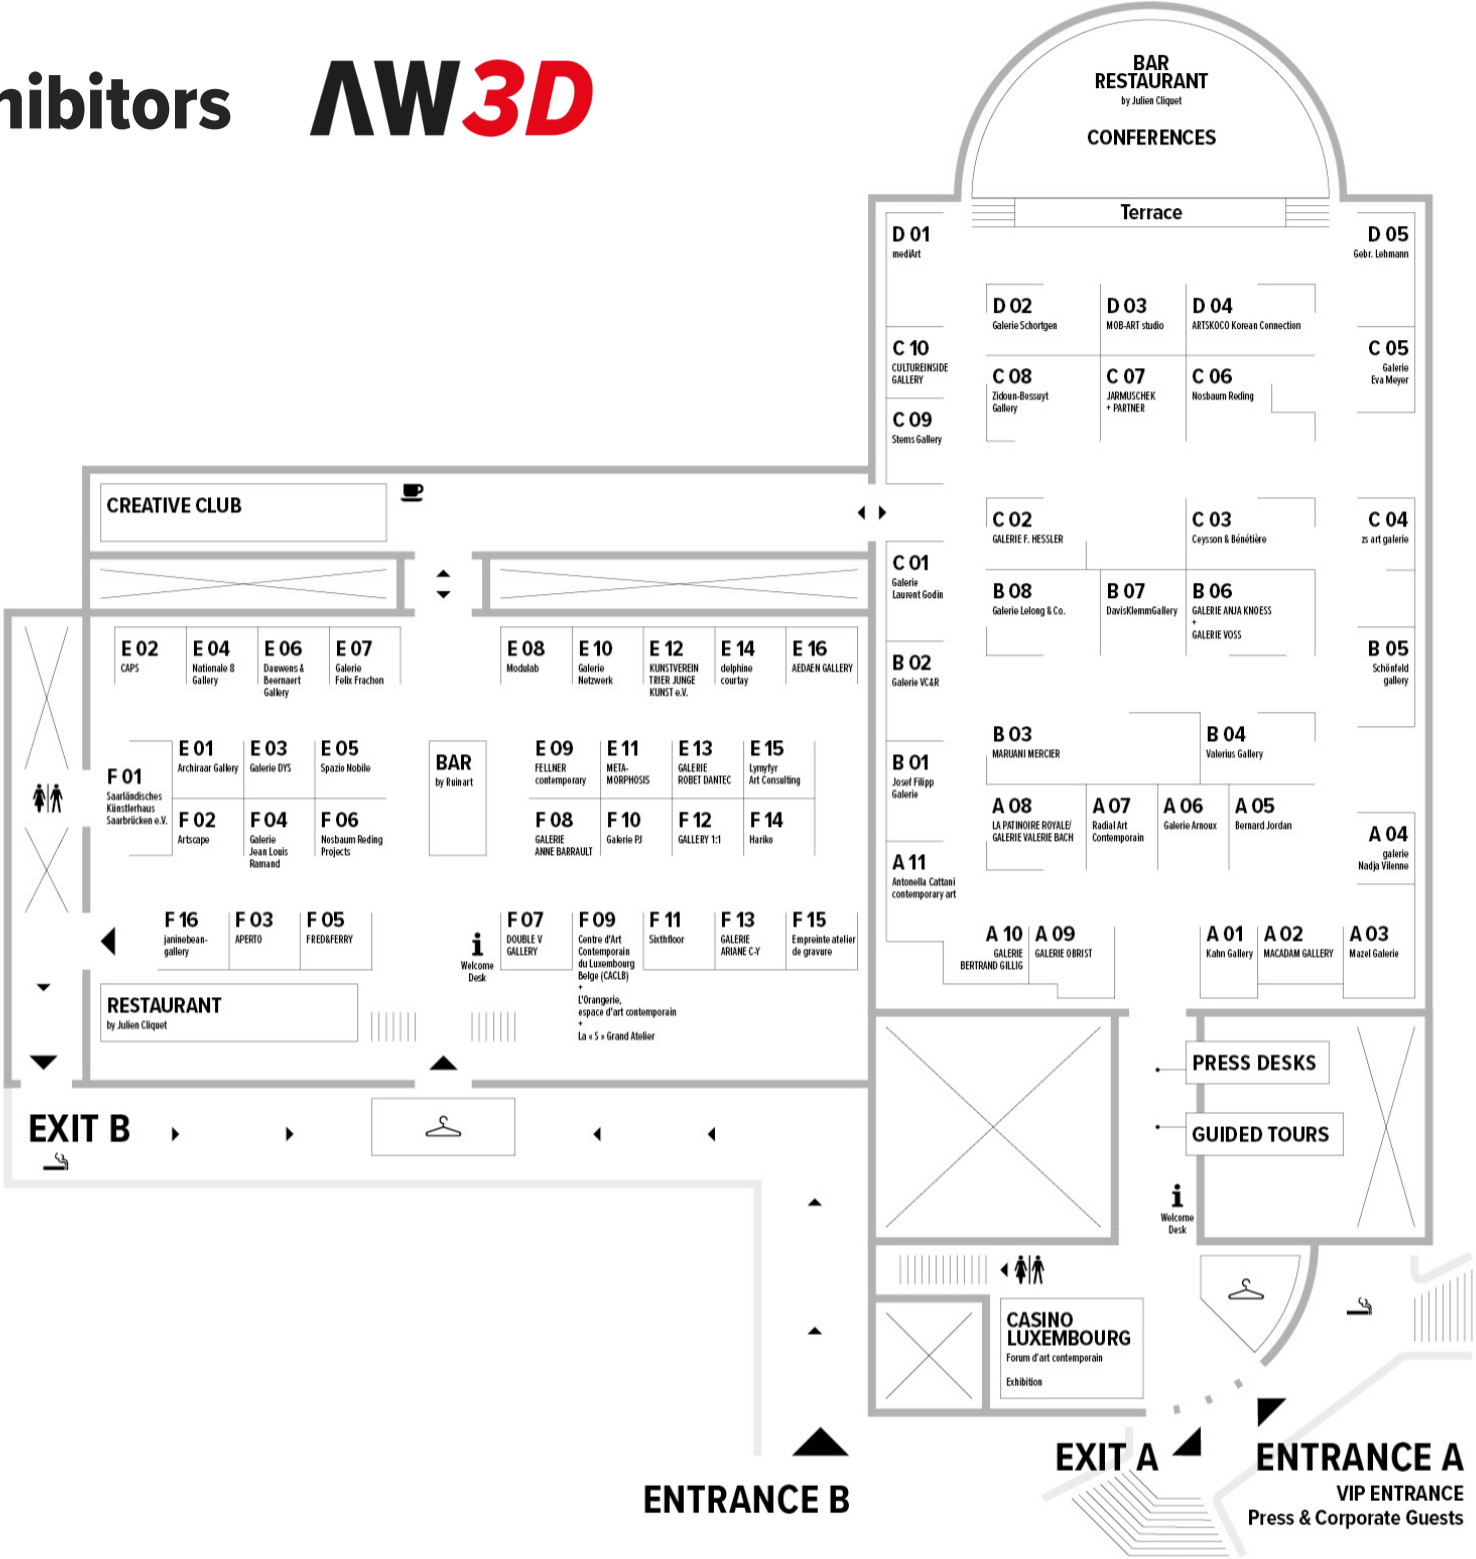 hibitors
AW3D
BAR
RESTAURANT
by Julien Cliquet
CONFERENCES
Terrace
D 01
mediArt
D 05
Gebr. Lehmann
D 02
Galerie Schortgen
D 03
MOB-ART studio
D 04
ARTSKOCO Korean Connection
C 10
CULTUREINSIDE
GALLERY
C 05
Galerie
Eva Meyer
C 08
Zidoun-Bossuyt
Gallery
C 07
JARMUSCHEK
+ PARTNER
C 06
Nosbaum Reding
C 09
Stems Gallery
CREATIVE CLUB
C 02
GALERIE F. HESSLER
C 03
Ceysson & Bénétière
C 04
zs art galerie
C 01
Galerie
Laurent Godin
B 08
Galerie Lelong & Co.
B 07
DavisKlemmGallery
B 06
GALERIE ANJA KNOESS
+
GALERIE VOSS
B 05
Schönfeld
gallery
B 02
Galerie VC&R
E 02
CAPS
E 04
Nationale 8
Gallery
E 06
Dauwens &
Beernaert
Gallery
E 07
Galerie
Felix Frachon
E 08
Modulab
E 10
Galerie
Netzwerk
E 12
KUNSTVEREIN
TRIER JUNGE
KUNST e.V.
E 14
delphine
courtay
E 16
AEDAEN GALLERY
B 03
MARUANI MERCIER
B 04
Valerius Gallery
B 01
Josef Filipp
Galerie
F 01
Saarländisches
Künstlerhaus
Saarbrücken e.V.
E 01
Archiraar Gallery
E 03
Galerie DYS
E 05
Spazio Nobile
BAR
by Ruinart
E 09
FELLNER
contemporary
E 11
META-
MORPHOSIS
E 13
GALERIE
ROBET DANTEC
E 15
Lymyfyr
Art Consulting
F 02
Artscape
F 04
Galerie
Jean Louis
Ramand
F 06
Nosbaum Reding
Projects
F 08
GALERIE
ANNE BARRAULT
F 10
Galerie PJ
F 12
GALLERY 1:1
F 14
Hariko
A 08
LA PATINOIRE ROYALE/
GALERIE VALERIE BACH
A 07
Radial Art
Contemporain
A 06
Galerie Arnoux
A 05
Bernard Jordan
A 04
galerie
Nadja Vilenne
A 11
Antonella Cattani
contemporary art
F 16
janinebean-
gallery
F 03
APERTO
F 05
FRED&FERRY
i
Welcome
Desk
F 07
DOUBLE V
GALLERY
F 09
Centre d'Art
Contemporain
du Luxembourg
Belge (CACLB)
+
L'Orangerie,
espace d'art contemporain
+
La « S » Grand Atelier
F 11
Sixthfloor
F 13
GALERIE
ARIANE C-Y
F 15
Empreinte atelier
de gravure
A 10
GALERIE
BERTRAND GILLIG
A 09
GALERIE OBRIST
A 01
Kahn Gallery
A 02
MACADAM GALLERY
A 03
Mazel Galerie
RESTAURANT
by Julien Cliquet
PRESS DESKS
GUIDED TOURS
i
Welcome
Desk
EXIT B
CASINO
LUXEMBOURG
Forum d'art contemporain
Exhibition
EXIT A
ENTRANCE A
VIP ENTRANCE
Press & Corporate Guests
ENTRANCE B